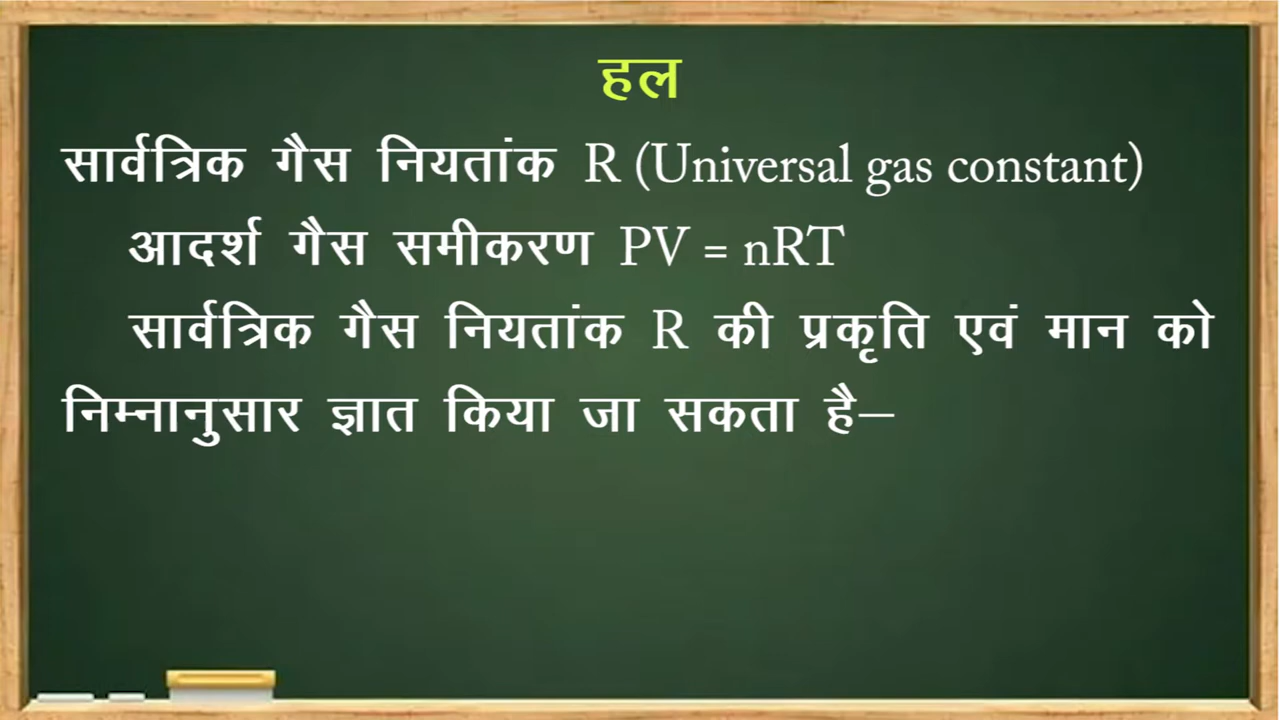 हल
सार्वत्रिक गैस नियतांक R (Universal gas constant)
आदर्श गैस समीकरण PV = nRT
सार्वत्रिक गैस नियतांक R की प्रकृति एवं मान को
निम्नानुसार ज्ञात किया जा सकता है–